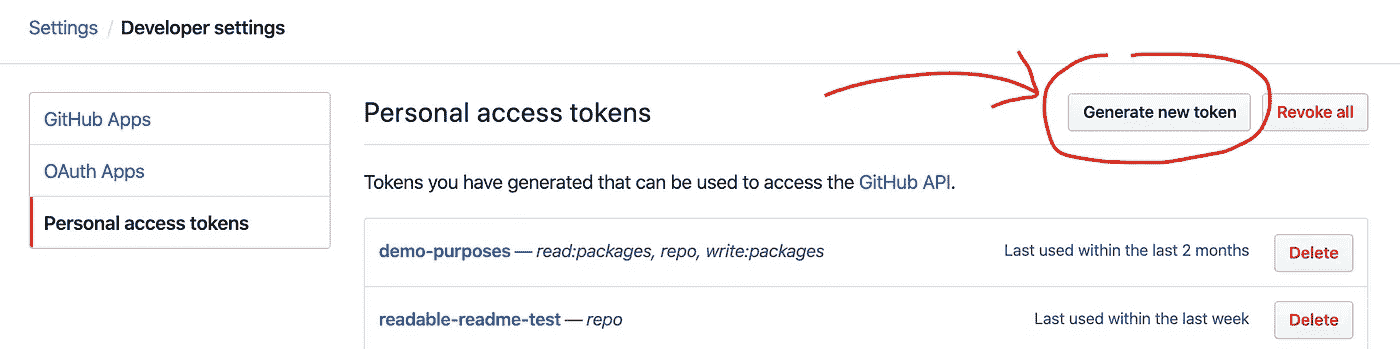 Settings / Developer settings
GitHub Apps
OAuth Apps
Personal access tokens
Personal access tokens
Generate new token
Revoke all
Tokens you have generated that can be used to access the GitHub API.
demo-purposes — read:packages, repo, write:packages
Last used within the last 2 months
Delete
readable-readme-test — repo
Last used within the last week
Delete